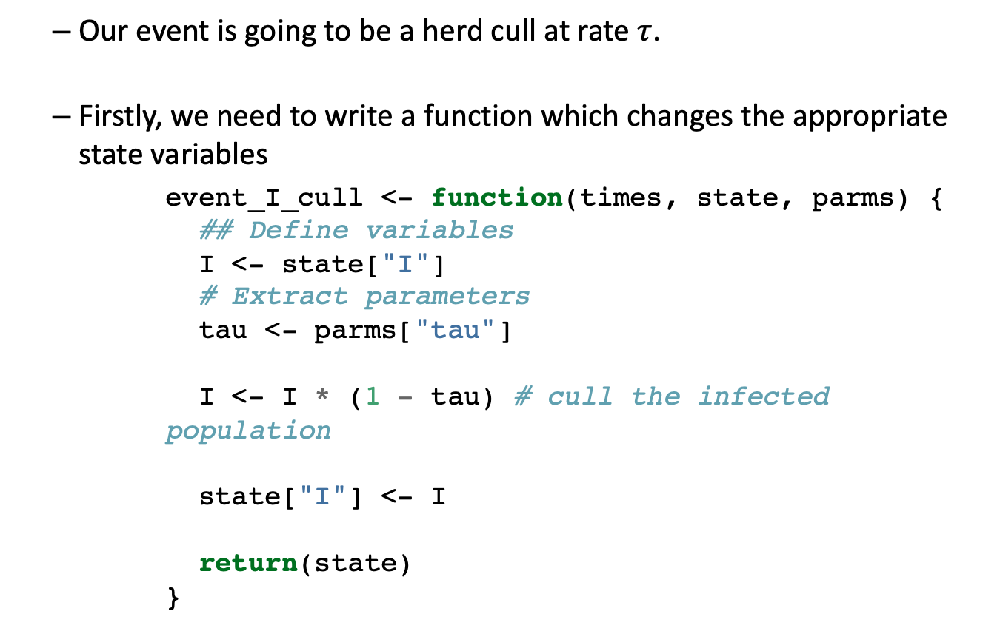 – Our event is going to be a herd cull at rate τ.
– Firstly, we need to write a function which changes the appropriate
state variables
event_I_cull <- function(times, state, parms) {
## Define variables
I <- state["I"]
# Extract parameters
tau <- parms["tau"]
I <- I * (1 - tau) # cull the infected
population
state["I"] <- I
return(state)
}